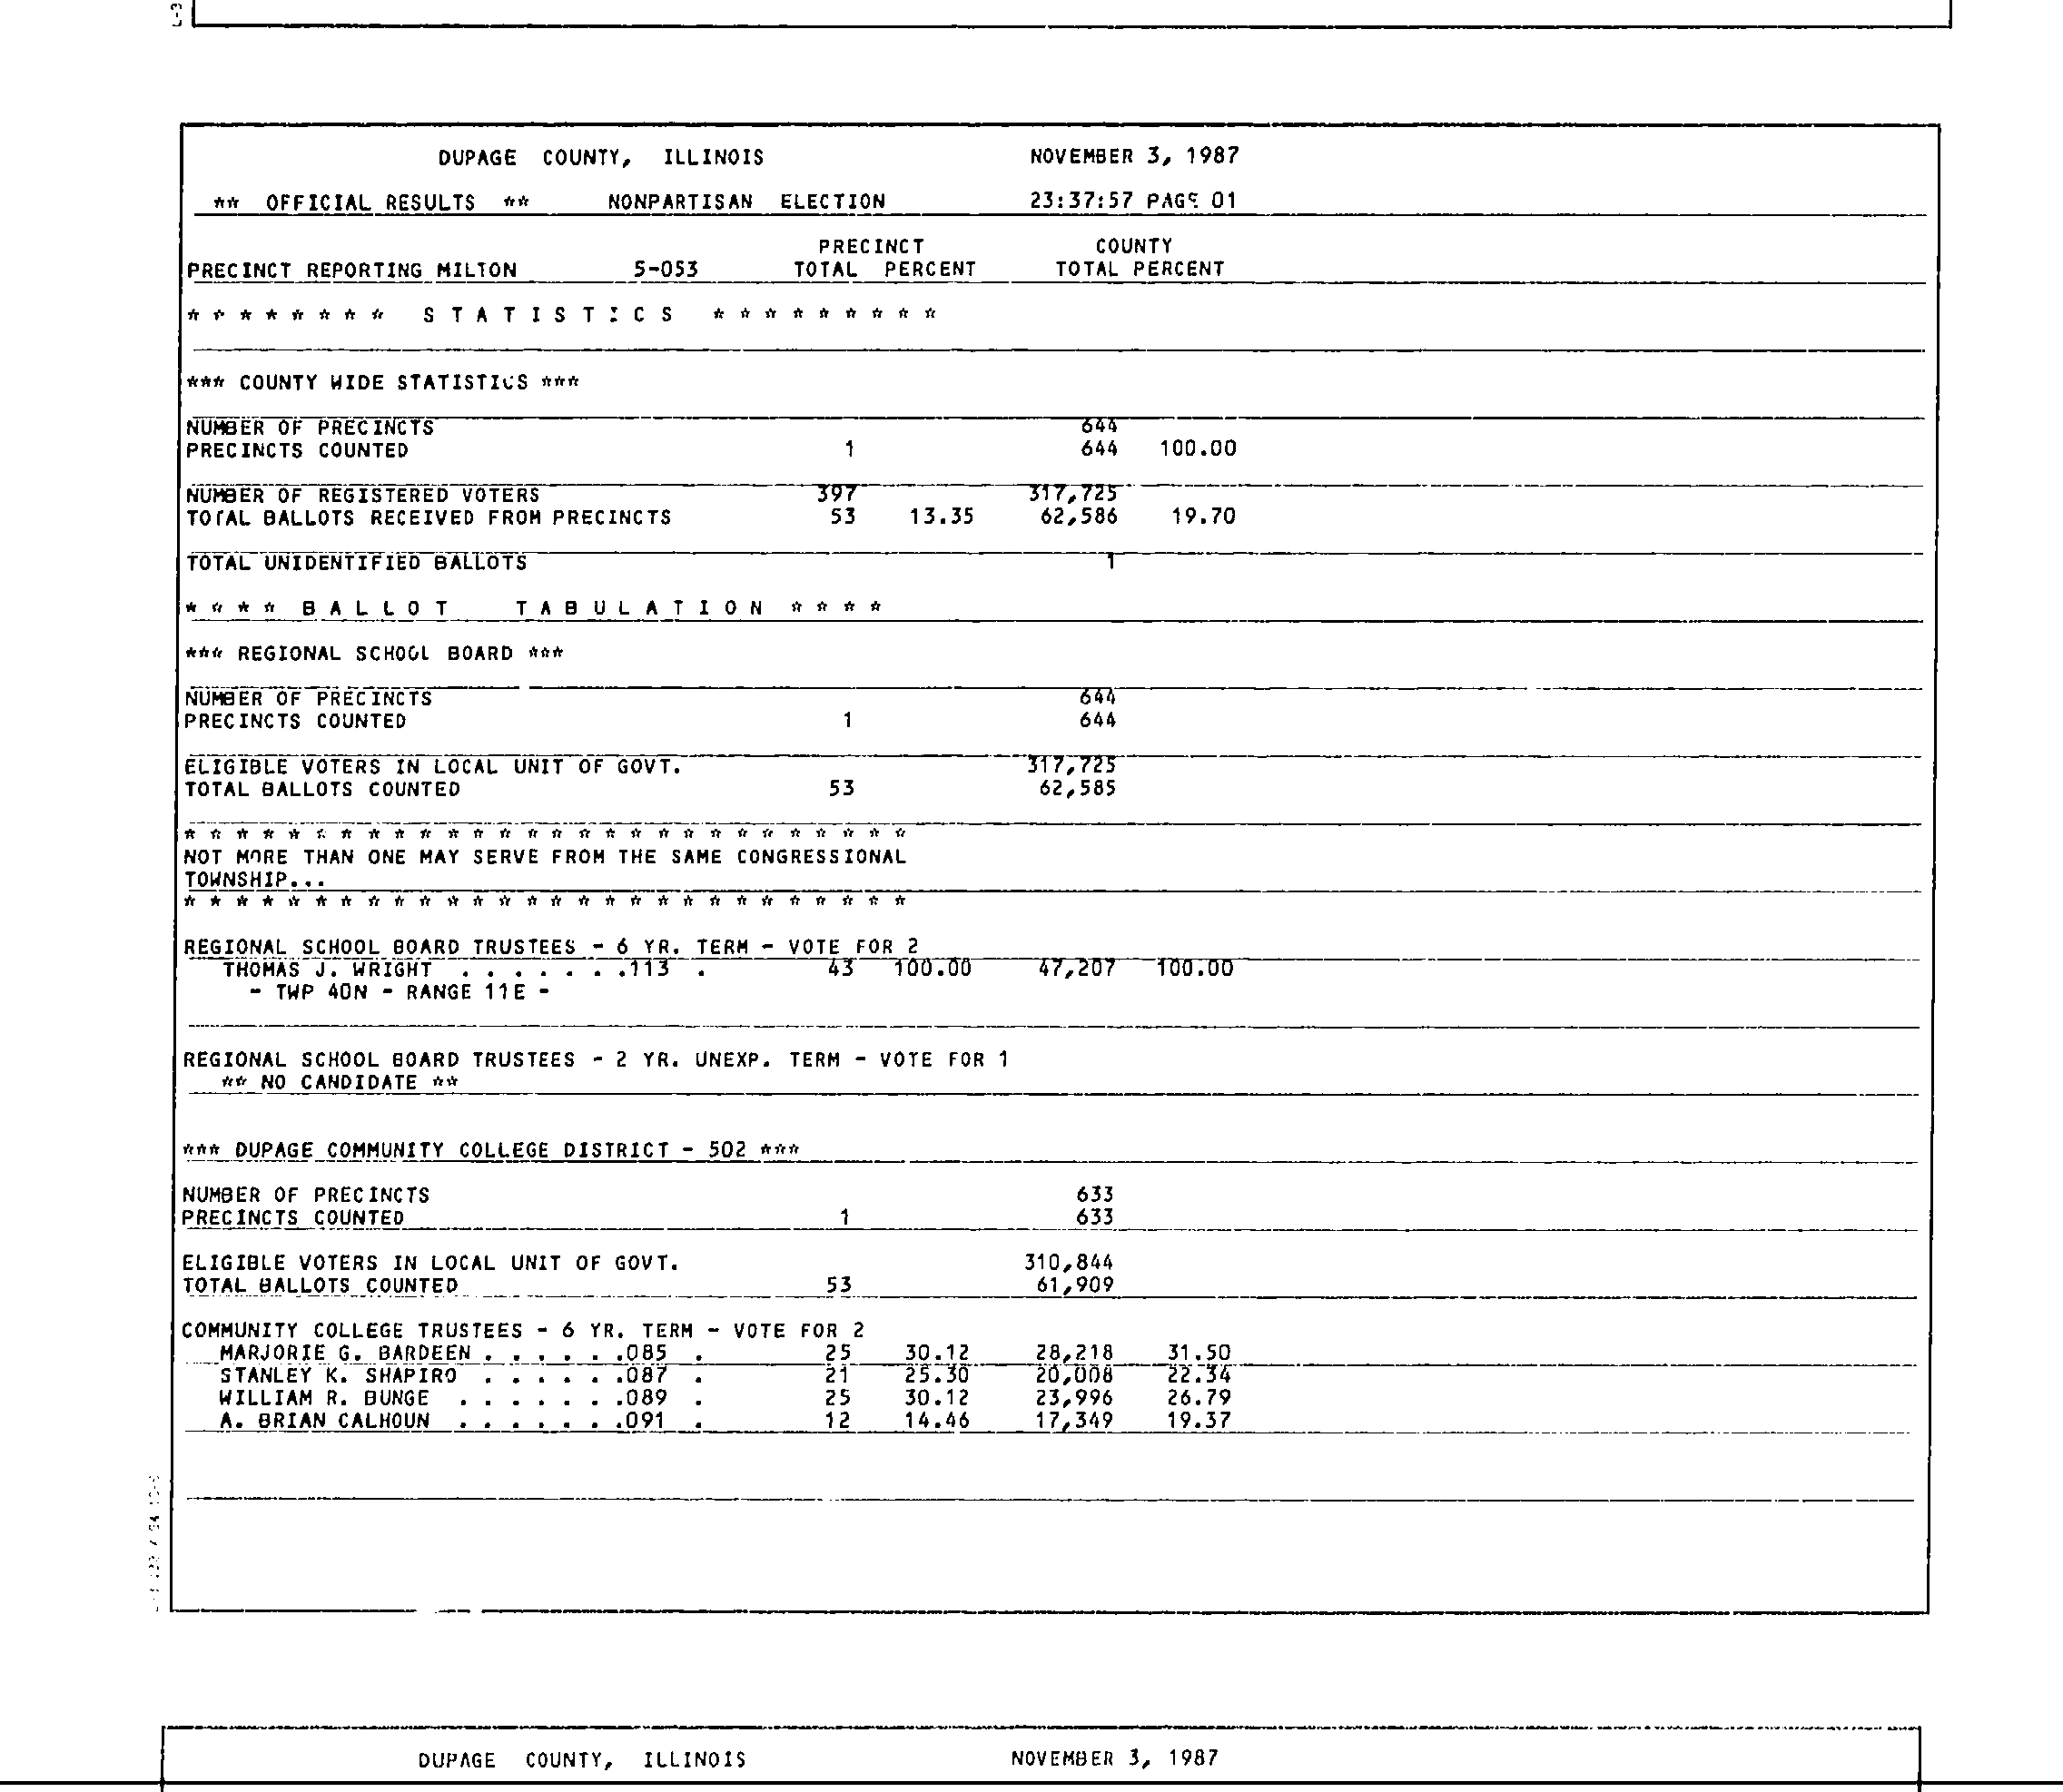 DUPAGE COUNTY, ILLINOIS NOVEMBER 3, 1987
** OFFICIAL RESULTS ** NONPARTISAN ELECTION 23:37:57 PAGE 01
PRECINCT COUNTY
PRECINCT REPORTING MILTON 5-053 TOTAL PERCENT TOTAL PERCENT
* * * * * * * * S T A T I S T I C S * * * * * * * * *
*** COUNTY WIDE STATISTICS ***
NUMBER OF PRECINCTS 644
PRECINCTS COUNTED 1 644 100.00
NUMBER OF REGISTERED VOTERS 397 317,725
TOTAL BALLOTS RECEIVED FROM PRECINCTS 53 13.35 62,586 19.70
TOTAL UNIDENTIFIED BALLOTS 1
* * * * B A L L O T T A B U L A T I O N * * * *
*** REGIONAL SCHOOL BOARD ***
NUMBER OF PRECINCTS 644
PRECINCTS COUNTED 1 644
ELIGIBLE VOTERS IN LOCAL UNIT OF GOVT. 317,725
TOTAL BALLOTS COUNTED 53 62,585
* * * * * * * * * * * * * * * * * * * * * * * * * * * *
NOT MORE THAN ONE MAY SERVE FROM THE SAME CONGRESSIONAL
TOWNSHIP...
* * * * * * * * * * * * * * * * * * * * * * * * * * * *
REGIONAL SCHOOL BOARD TRUSTEES - 6 YR. TERM - VOTE FOR 2
THOMAS J. WRIGHT . . . . . . .113 . 43 100.00 47,207 100.00
- TWP 40N - RANGE 11E -
REGIONAL SCHOOL BOARD TRUSTEES - 2 YR. UNEXP. TERM - VOTE FOR 1
** NO CANDIDATE **
*** DUPAGE COMMUNITY COLLEGE DISTRICT - 502 ***
NUMBER OF PRECINCTS 633
PRECINCTS COUNTED 1 633
ELIGIBLE VOTERS IN LOCAL UNIT OF GOVT. 310,844
TOTAL BALLOTS COUNTED 53 61,909
COMMUNITY COLLEGE TRUSTEES - 6 YR. TERM - VOTE FOR 2
MARJORIE G. BARDEEN . . . . . .085 . 25 30.12 28,218 31.50
STANLEY K. SHAPIRO . . . . . .087 . 21 25.30 20,008 22.34
WILLIAM R. BUNGE . . . . . . .089 . 25 30.12 23,996 26.79
A. BRIAN CALHOUN . . . . . . .091 . 12 14.46 17,349 19.37
DUPAGE COUNTY, ILLINOIS NOVEMBER 3, 1987